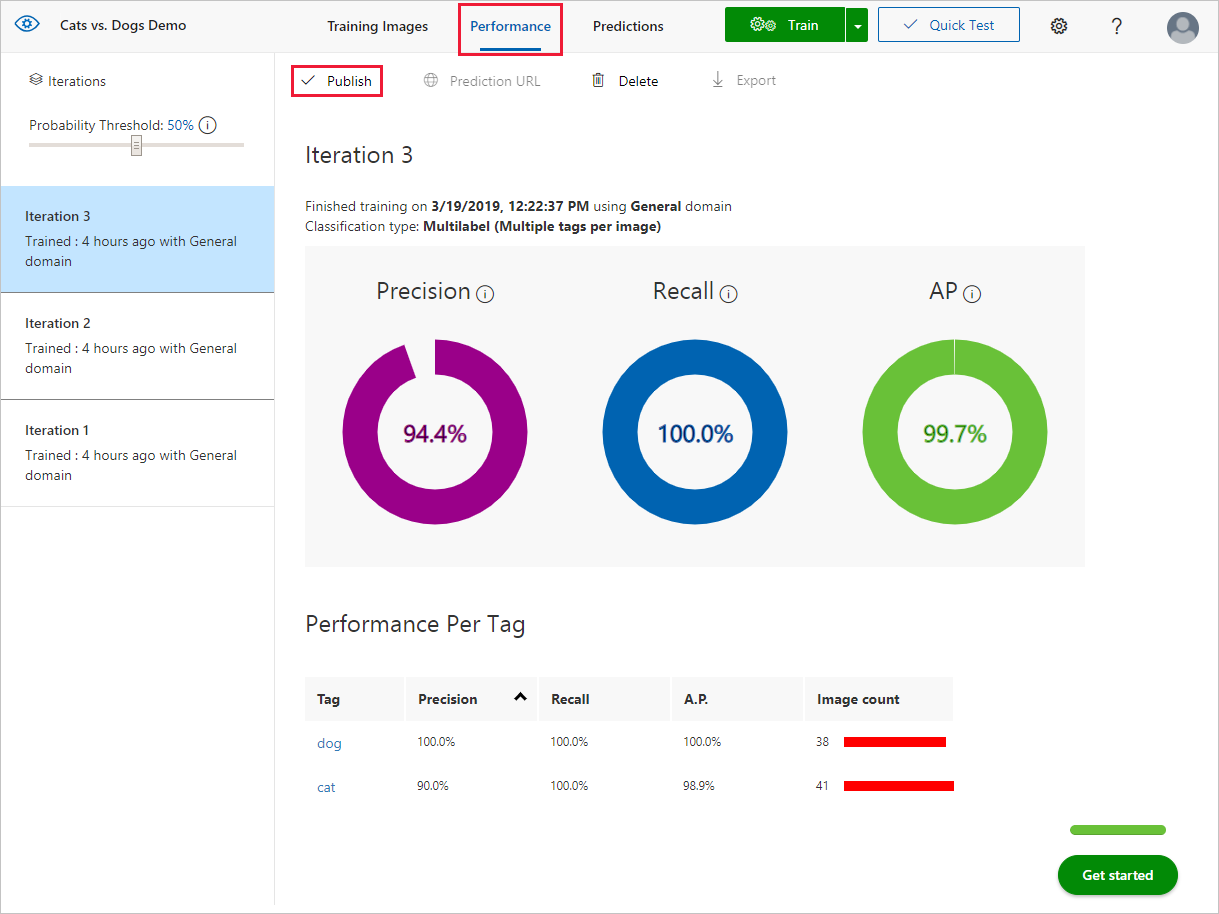 Cats vs. Dogs Demo
Training Images
Performance
Predictions
Train
Quick Test
?
Iterations
Publish
Prediction URL
Delete
Export
Probability Threshold: 50%
Iteration 3
Trained : 4 hours ago with General
domain
Iteration 2
Trained : 4 hours ago with General
domain
Iteration 1
Trained : 4 hours ago with General
domain
Iteration 3
Finished training on 3/19/2019, 12:22:37 PM using General domain
Classification type: Multilabel (Multiple tags per image)
Precision
Recall
AP
94.4%
100.0%
99.7%
Performance Per Tag
Tag Precision Recall A.P. Image count
dog 100.0% 100.0% 100.0% 38
cat 90.0% 100.0% 98.9% 41
Get started